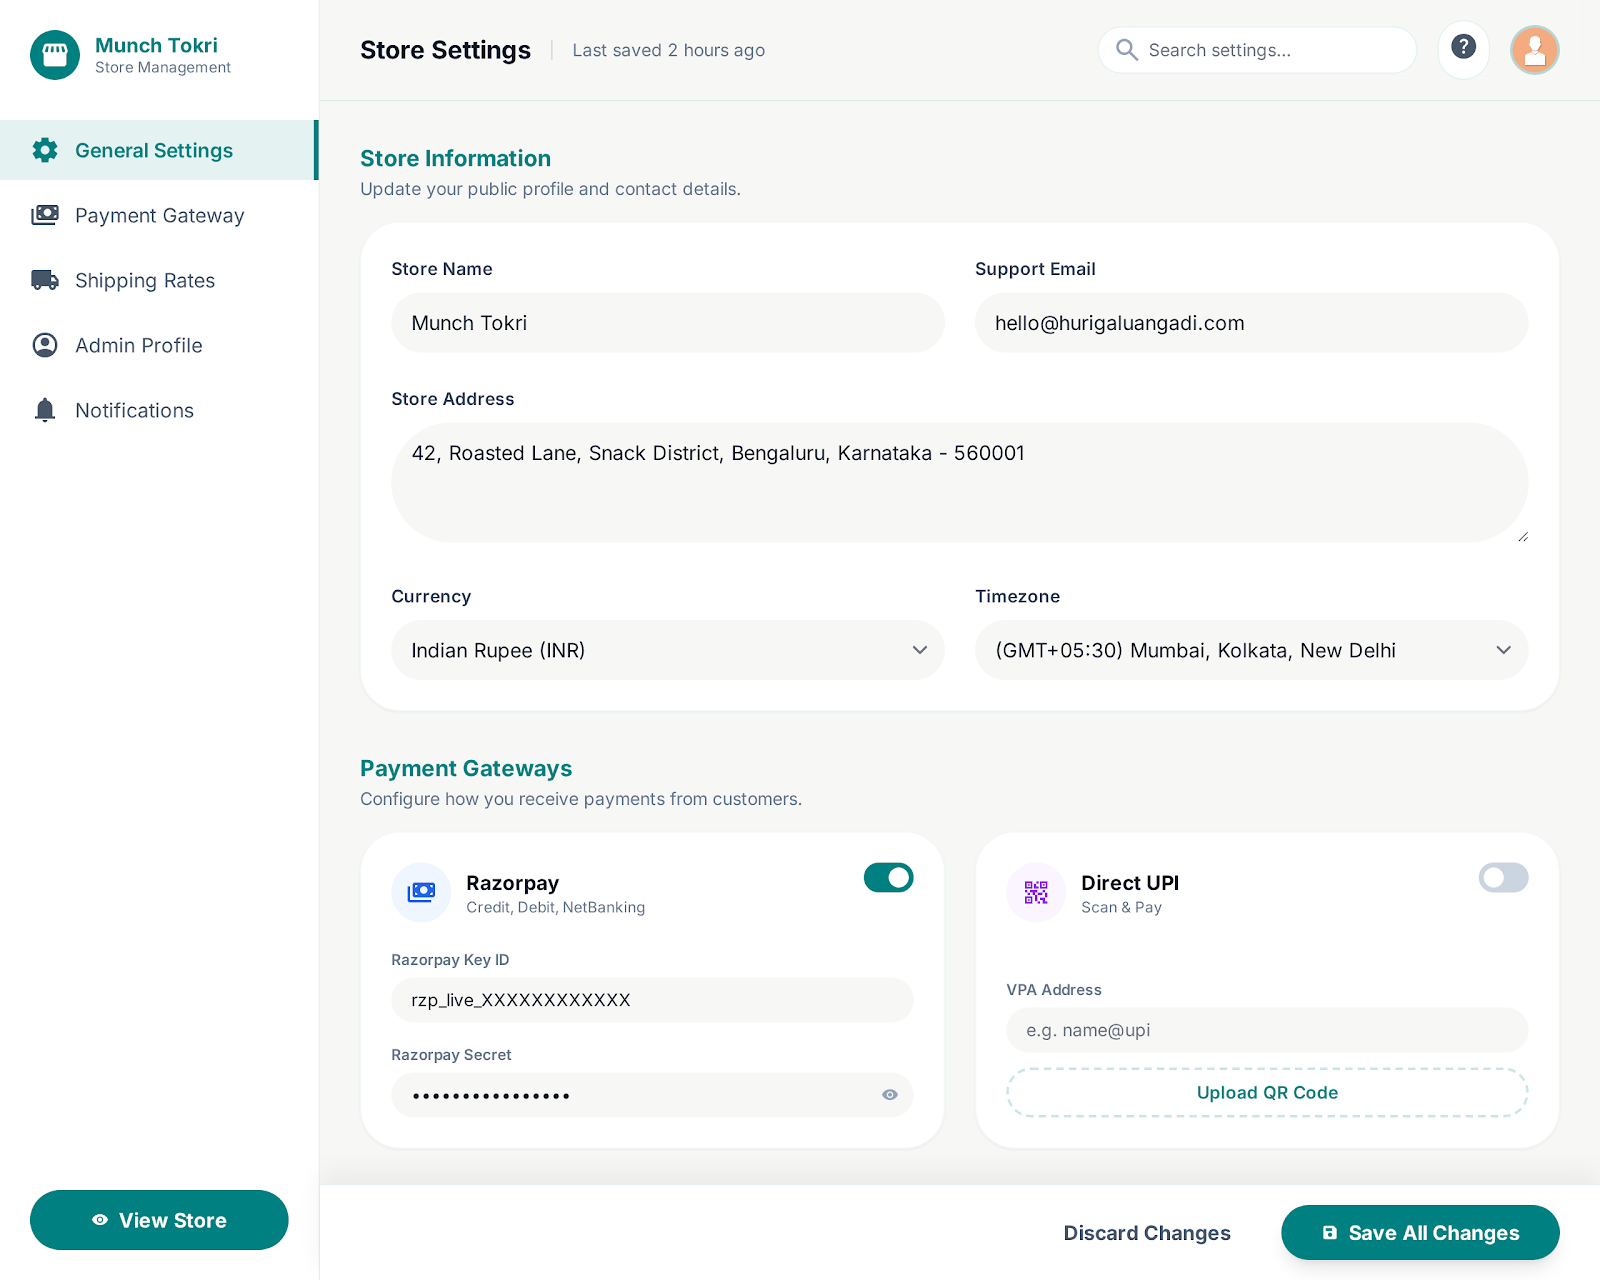 Munch Tokri
Store Management
General Settings
Payment Gateway
Shipping Rates
Admin Profile
Notifications
View Store
Store Settings
Last saved 2 hours ago
Search settings...
?
Store Information
Update your public profile and contact details.
Store Name
Munch Tokri
Support Email
hello@hurigaluangadi.com
Store Address
42, Roasted Lane, Snack District, Bengaluru, Karnataka - 560001
Currency
Indian Rupee (INR)
Timezone
(GMT+05:30) Mumbai, Kolkata, New Delhi
Payment Gateways
Configure how you receive payments from customers.
Razorpay
Credit, Debit, NetBanking
Razorpay Key ID
rzp_live_XXXXXXXXXXXX
Razorpay Secret
••••••••••••••••
Direct UPI
Scan & Pay
VPA Address
e.g. name@upi
Upload QR Code
Discard Changes
Save All Changes